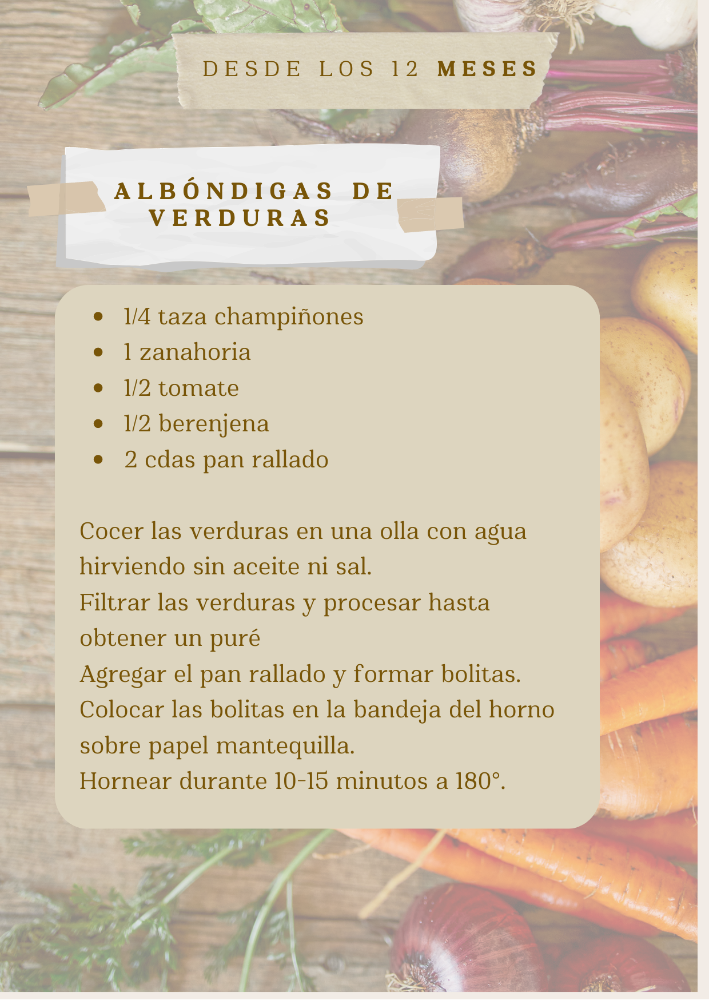 DESDE LOS 12 MESES
ALBÓNDIGAS DE
VERDURAS
• 1/4 taza champiñones
• 1 zanahoria
• 1/2 tomate
• 1/2 berenjena
• 2 cdas pan rallado
Cocer las verduras en una olla con agua
hirviendo sin aceite ni sal.
Filtrar las verduras y procesar hasta
obtener un puré
Agregar el pan rallado y formar bolitas.
Colocar las bolitas en la bandeja del horno
sobre papel mantequilla.
Hornear durante 10-15 minutos a 180°.